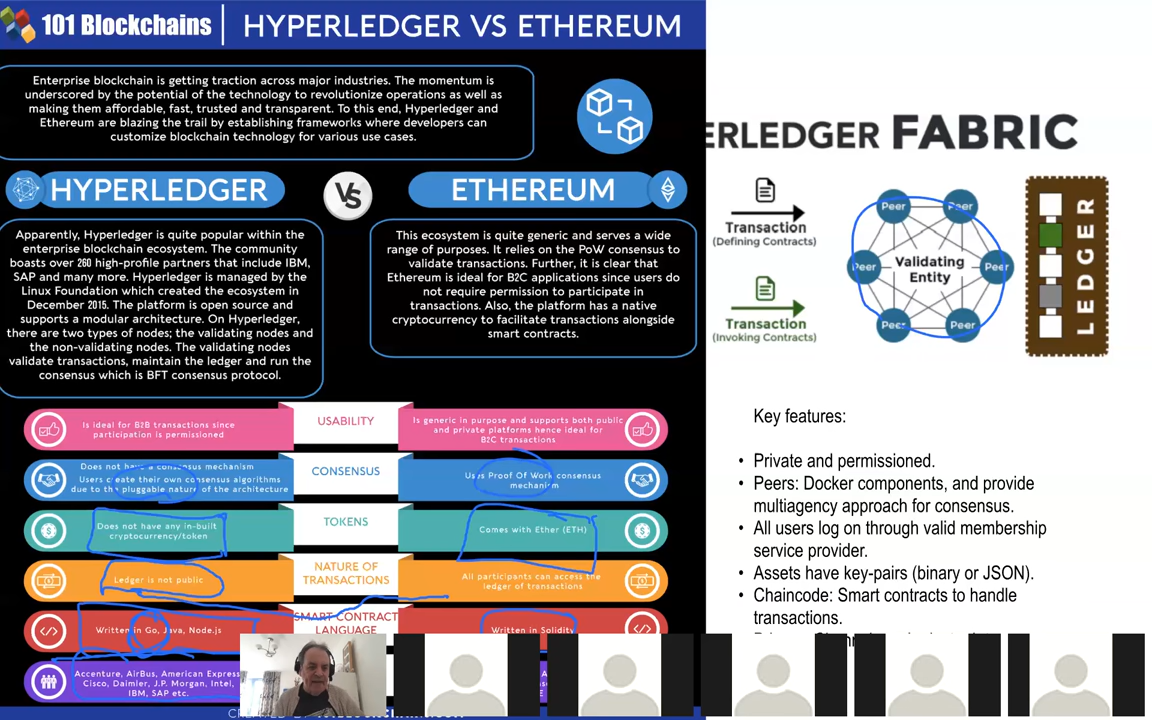 101 Blockchains
HYPERLEDGER VS ETHEREUM
Enterprise blockchain is getting traction across major industries. The momentum is
underscored by the potential of the technology to revolutionize operations as well as
making them affordable, fast, trusted and transparent. To this end, Hyperledger and
Ethereum are blazing the trail by establishing frameworks where developers can
customize blockchain technology for various use cases.
HYPERLEDGER
VS
ETHEREUM
Apparently, Hyperledger is quite popular within the
enterprise blockchain ecosystem. The community
boasts over 260 high-profile partners that include IBM,
SAP and many more. Hyperledger is managed by the
Linux Foundation which created the ecosystem in
December 2015. The platform is open source and
supports a modular architecture. On Hyperledger,
there are two types of nodes; the validating nodes and
the non-validating nodes. The validating nodes
validate transactions, maintain the ledger and run the
consensus which is BFT consensus protocol.
This ecosystem is quite generic and serves a wide
range of purposes. It relies on the PoW consensus to
validate transactions. Further, it is clear that
Ethereum is ideal for B2C applications since users do
not require permission to participate in
transactions. Also, the platform has a native
cryptocurrency to facilitate transactions alongside
smart contracts.
Is ideal for B2B transactions since
participation is permissioned
USABILITY
Is generic in purpose and supports both public
and private platforms hence ideal for
B2C transactions
Does not have a consensus mechanism
Users create their own consensus algorithms
due to the pluggable nature of the architecture
CONSENSUS
Uses Proof Of Work consensus
mechanism
Does not have any in-built
cryptocurrency/token
TOKENS
Comes with Ether (ETH)
Ledger is not public
NATURE OF
TRANSACTIONS
All participants can access the
ledger of transactions
Written in Go, Java, Node.js
SMART CONTRACT
LANGUAGE
Written in Solidity
Accenture, AirBus, American Express
Cisco, Daimler, J.P. Morgan, Intel,
IBM, SAP etc.
ERLEDGER FABRIC
Transaction
(Defining Contracts)
Transaction
(Invoking Contracts)
Peer
Peer
Peer
Validating
Entity
Peer
Peer
Peer
LEDGER
Key features:
• Private and permissioned.
• Peers: Docker components, and provide
multiagency approach for consensus.
• All users log on through valid membership
service provider.
• Assets have key-pairs (binary or JSON).
• Chaincode: Smart contracts to handle
transactions.